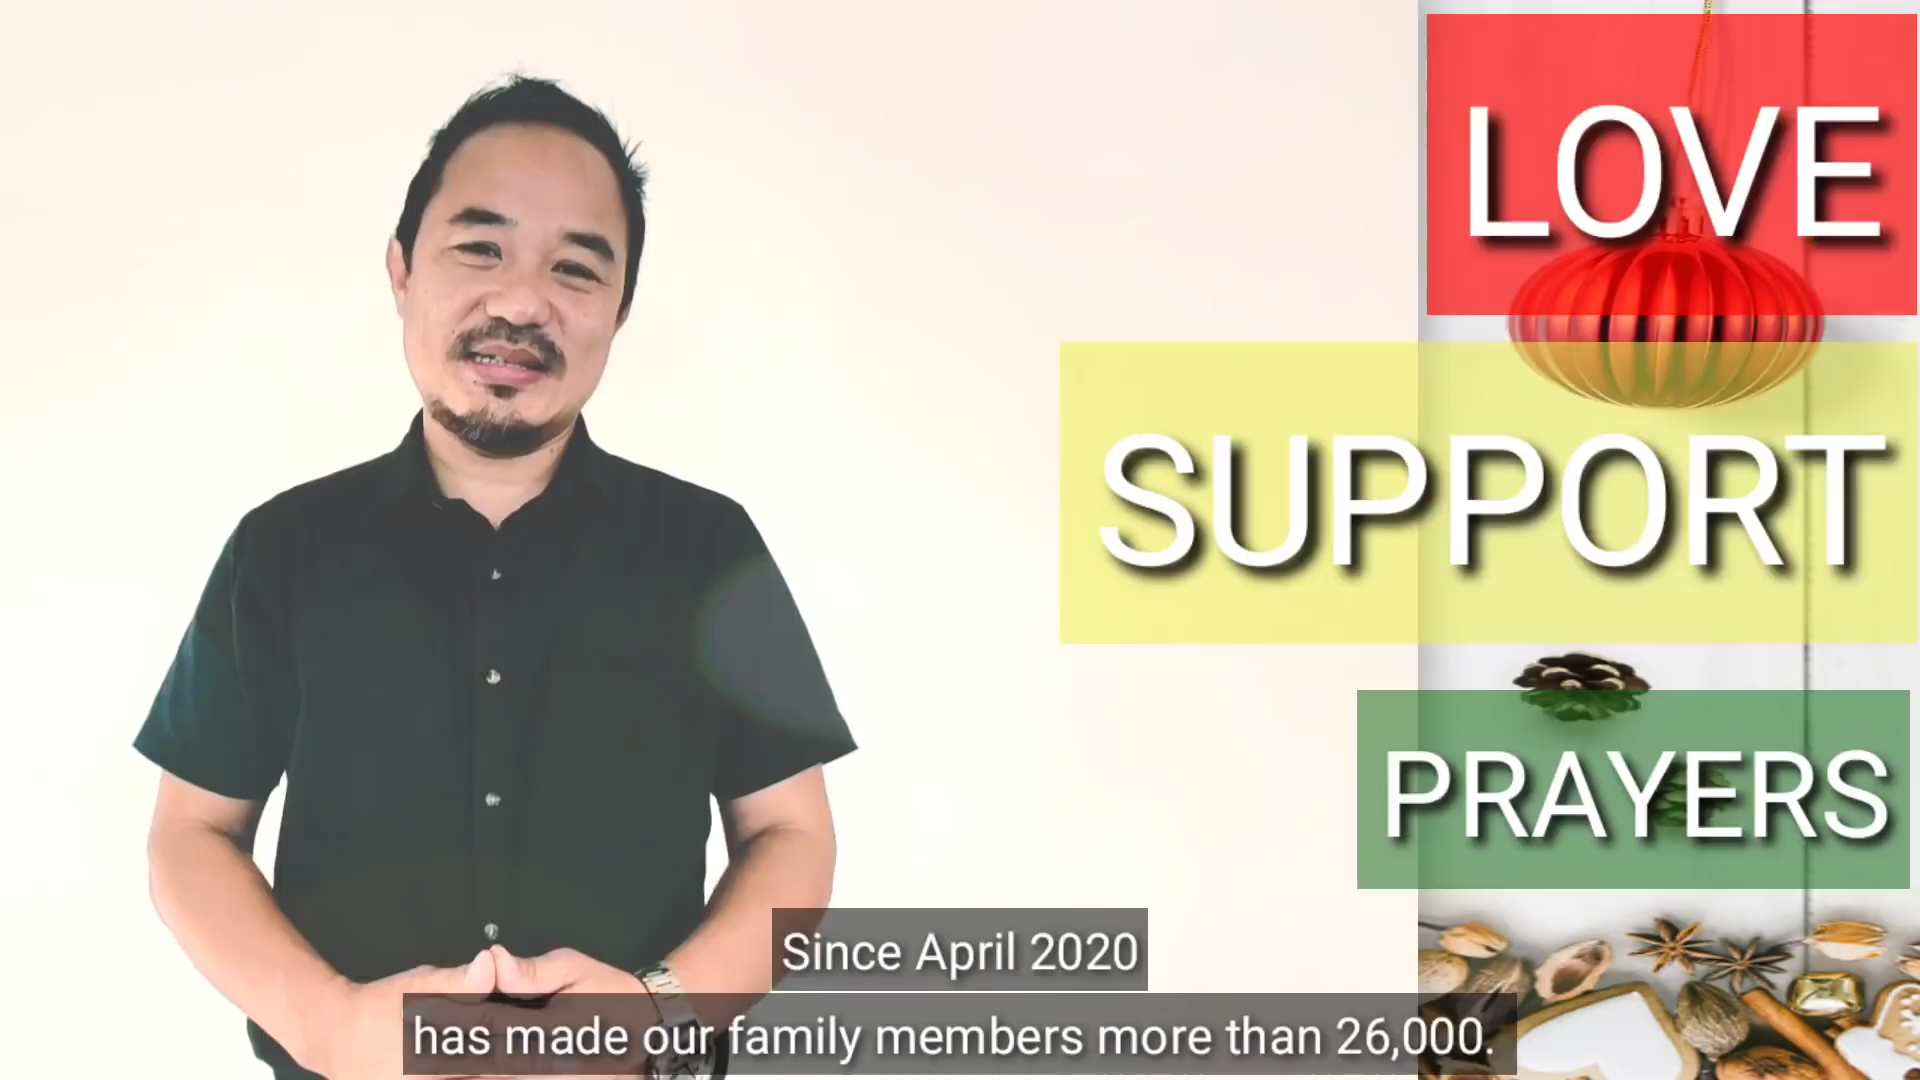 LOVE
SUPPORT
PRAYERS
Since April 2020
has made our family members more than 26,000.